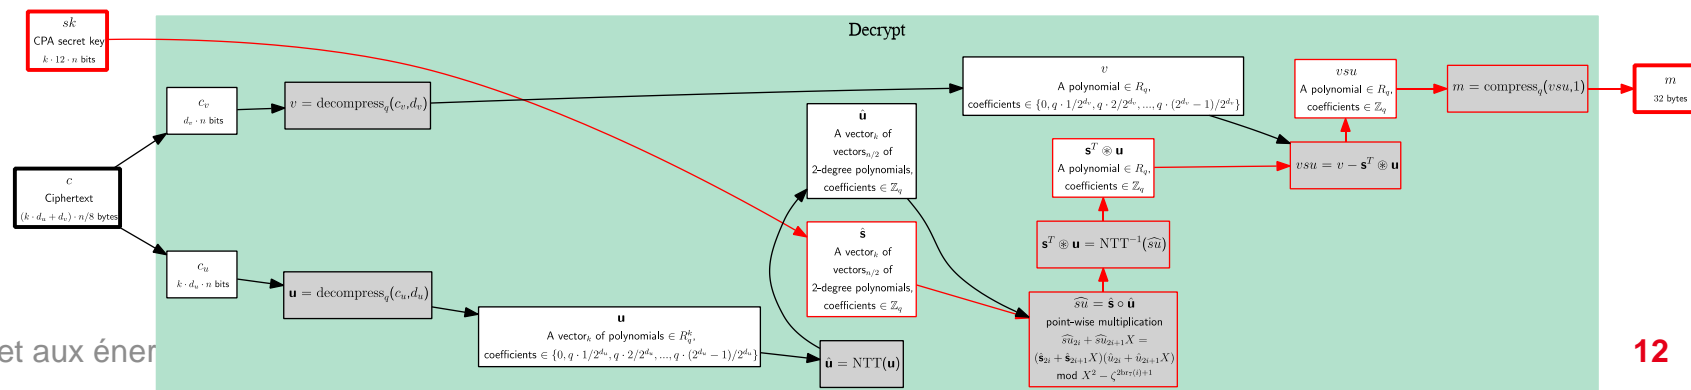 Decrypt
sk
CPA secret key
k · 12 · n bits
c
Ciphertext
(k · d_u + d_v) · n/8 bytes
c_v
d_v · n bits
v = decompress_q(c_v,d_v)
c_u
k · d_u · n bits
𝐮 = decompress_q(c_u,d_u)
𝐮
A vector_k of polynomials ∈ R_q^k,
coefficients ∈ {0, q · 1/2^{d_u}, q · 2/2^{d_u}, ..., q · (2^{d_u} − 1)/2^{d_u}}
û = NTT(𝐮)
û
A vector_k of
vectors_{n/2} of
2-degree polynomials,
coefficients ∈ ℤ_q
ŝ
A vector_k of
vectors_{n/2} of
2-degree polynomials,
coefficients ∈ ℤ_q
v
A polynomial ∈ R_q,
coefficients ∈ {0, q · 1/2^{d_v}, q · 2/2^{d_v}, ..., q · (2^{d_v} − 1)/2^{d_v}}
𝐬^T ⊛ 𝐮
A polynomial ∈ R_q,
coefficients ∈ ℤ_q
𝐬^T ⊛ 𝐮 = NTT^{−1}(\widehat{su})
\widehat{su} = ŝ ∘ û
point-wise multiplication
\widehat{su}_{2i} + \widehat{su}_{2i+1}X =
(ŝ_{2i} + ŝ_{2i+1}X)(û_{2i} + û_{2i+1}X)
mod X^2 − ζ^{2br_7(i)+1}
vsu
A polynomial ∈ R_q,
coefficients ∈ ℤ_q
vsu = v − 𝐬^T ⊛ 𝐮
m = compress_q(vsu,1)
m
32 bytes
et aux éner
12